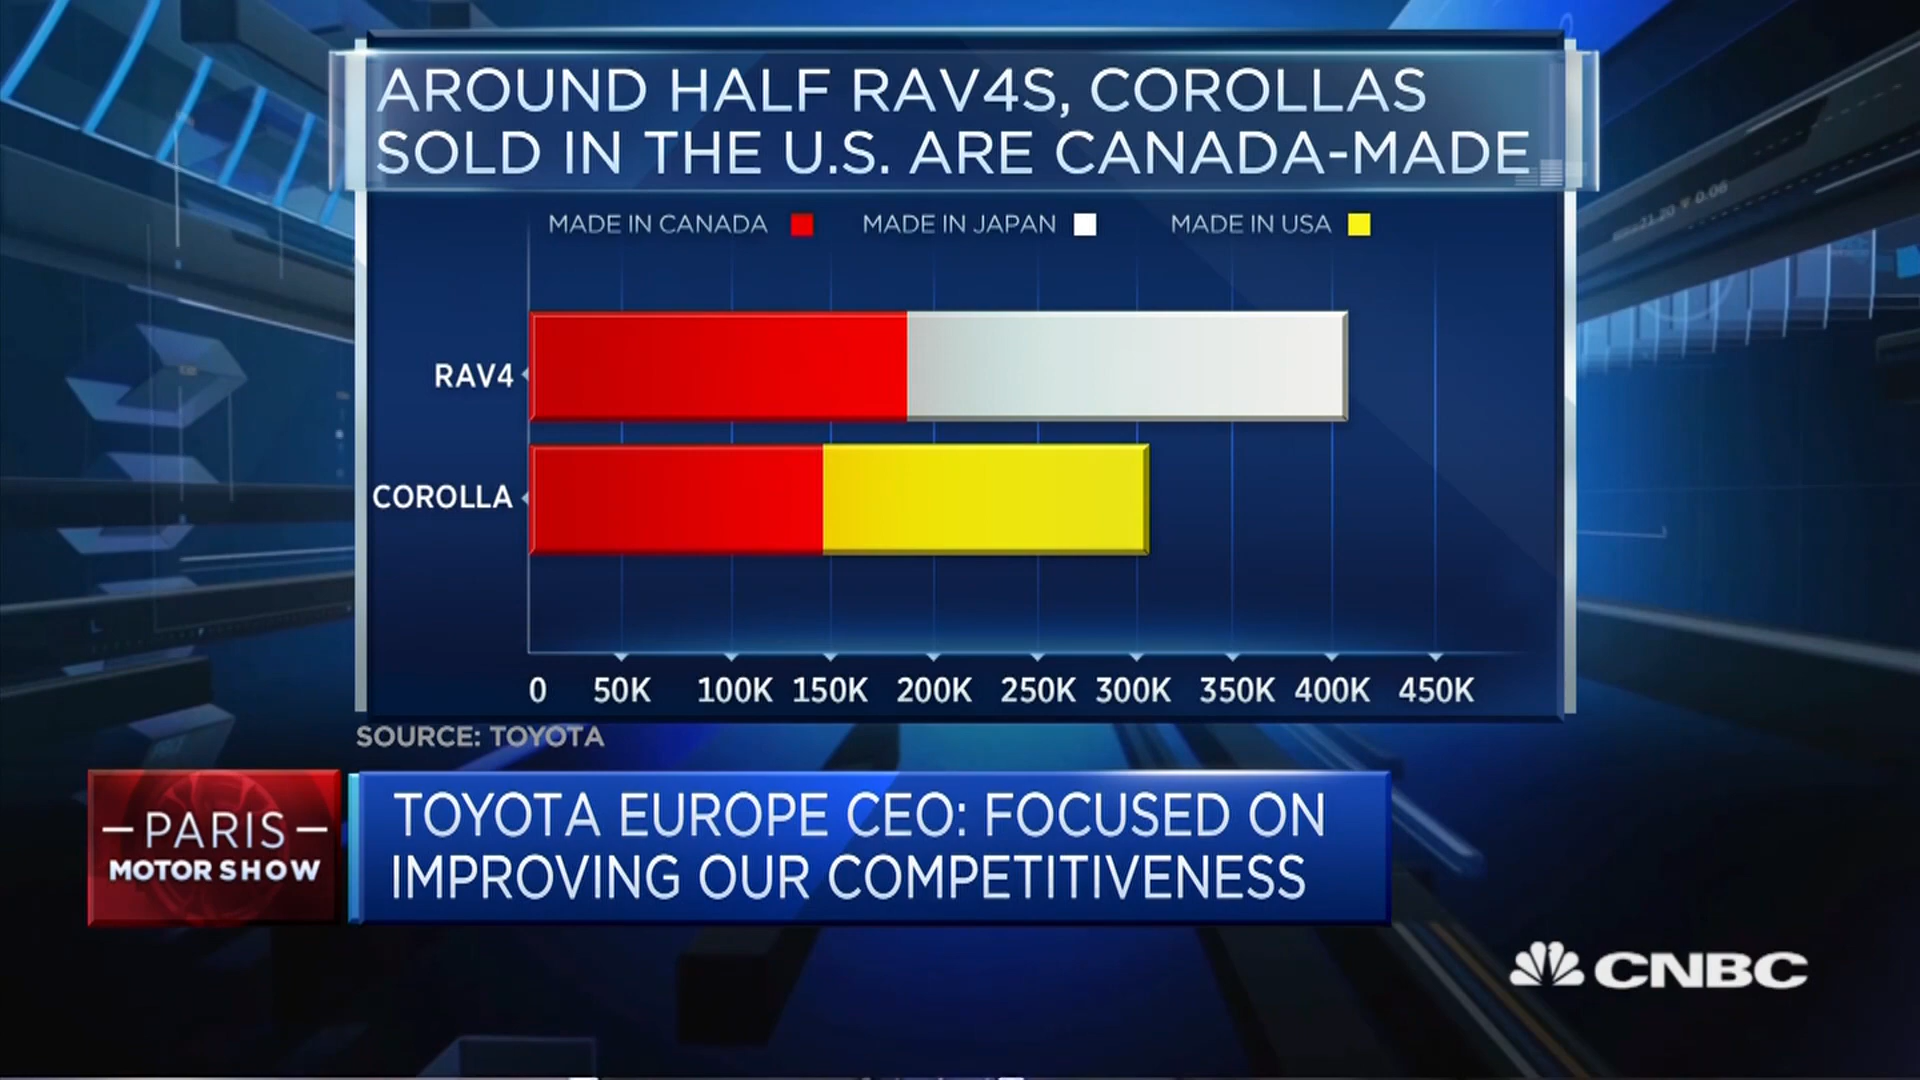 AROUND HALF RAV4S, COROLLAS
SOLD IN THE U.S. ARE CANADA-MADE
MADE IN CANADA MADE IN JAPAN MADE IN USA
RAV4
COROLLA
0 50K 100K 150K 200K 250K 300K 350K 400K 450K
SOURCE: TOYOTA
PARIS
MOTOR SHOW
TOYOTA EUROPE CEO: FOCUSED ON
IMPROVING OUR COMPETITIVENESS
CNBC